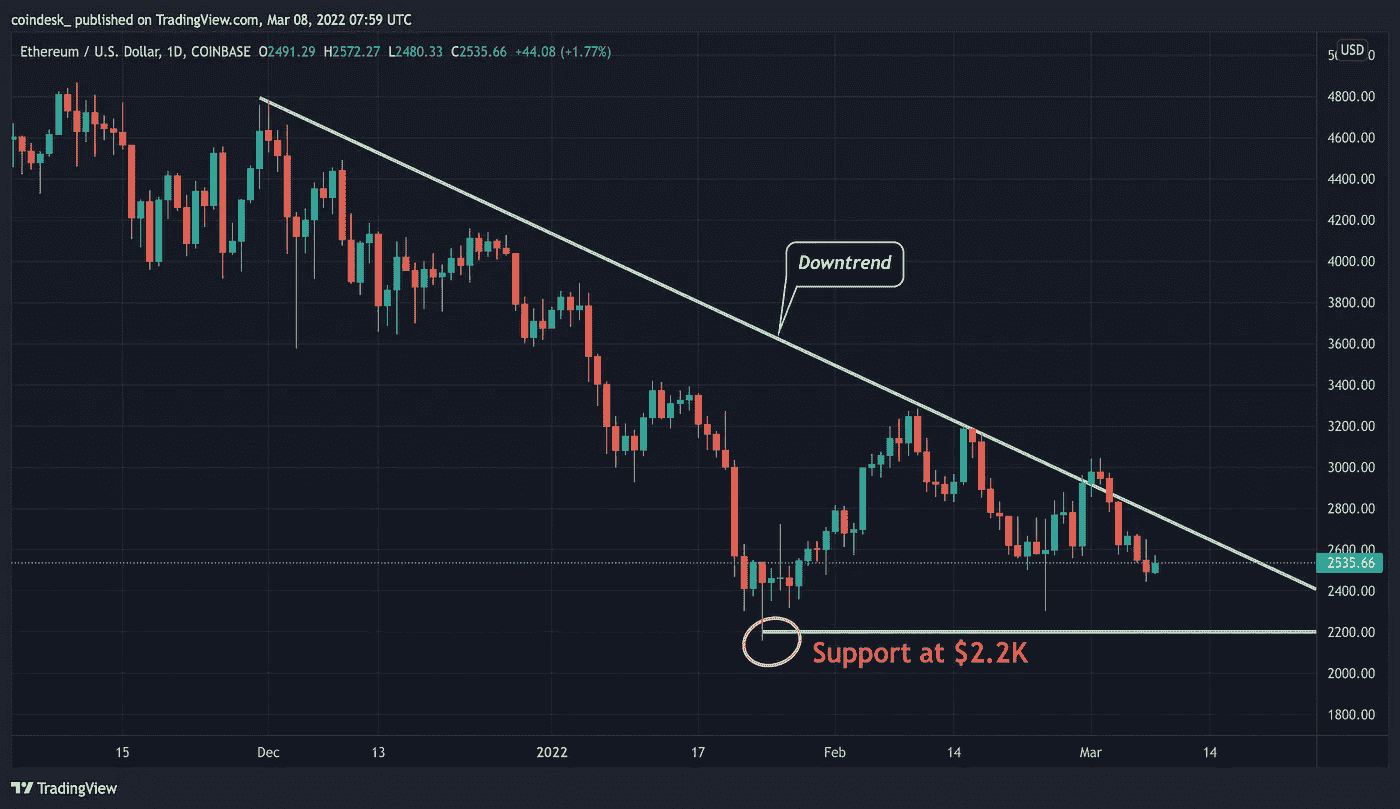 coindesk_ published on TradingView.com, Mar 08, 2022 07:59 UTC
Ethereum / U.S. Dollar, 1D, COINBASE O2491.29 H2572.27 L2480.33 C2535.66 +44.08 (+1.77%)
USD
4800.00
4600.00
4400.00
4200.00
Downtrend
4000.00
3800.00
3600.00
3400.00
3200.00
3000.00
2800.00
2600.00
2535.66
2400.00
2200.00
Support at $2.2K
2000.00
1800.00
15 Dec 13 2022 17 Feb 14 Mar 14
TradingView